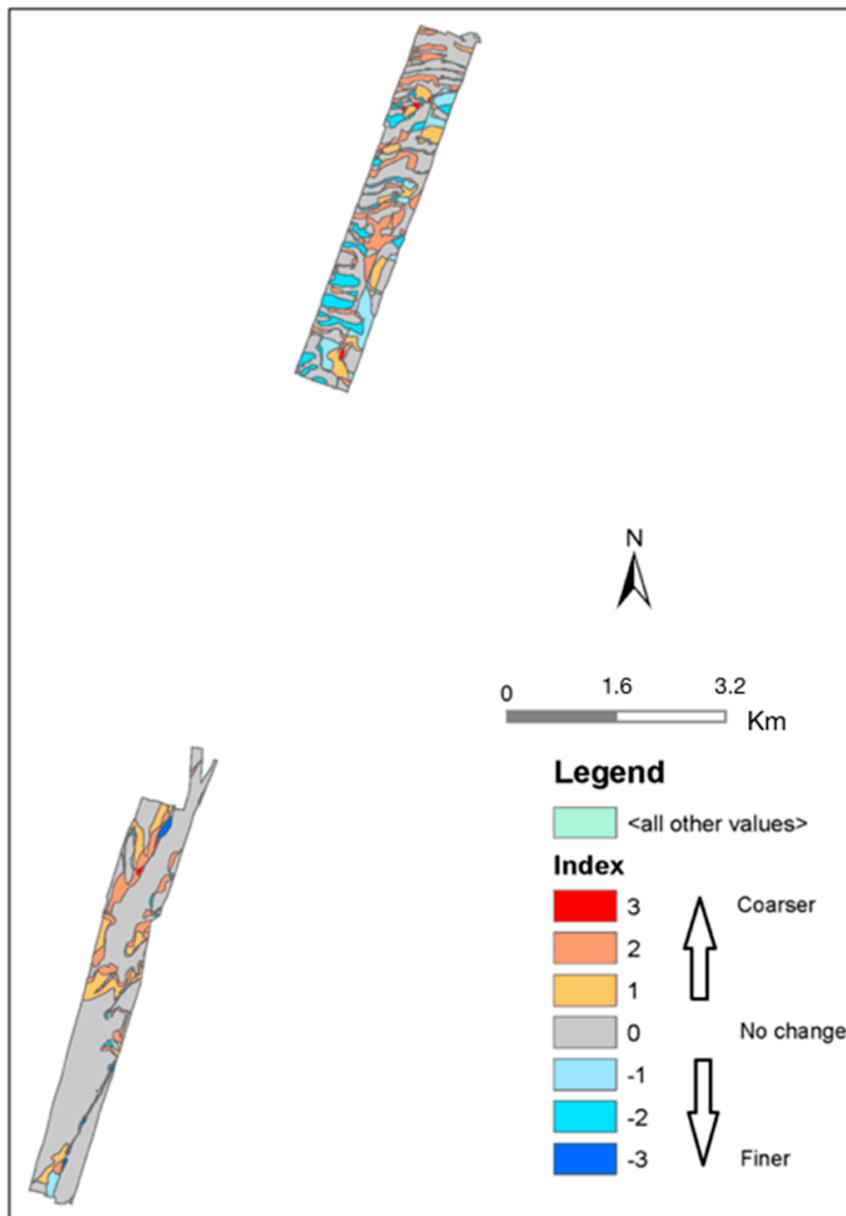 N
0 1.6 3.2
Km
Legend
<all other values>
Index
3 Coarser
2
1
0 No change
-1
-2
-3 Finer